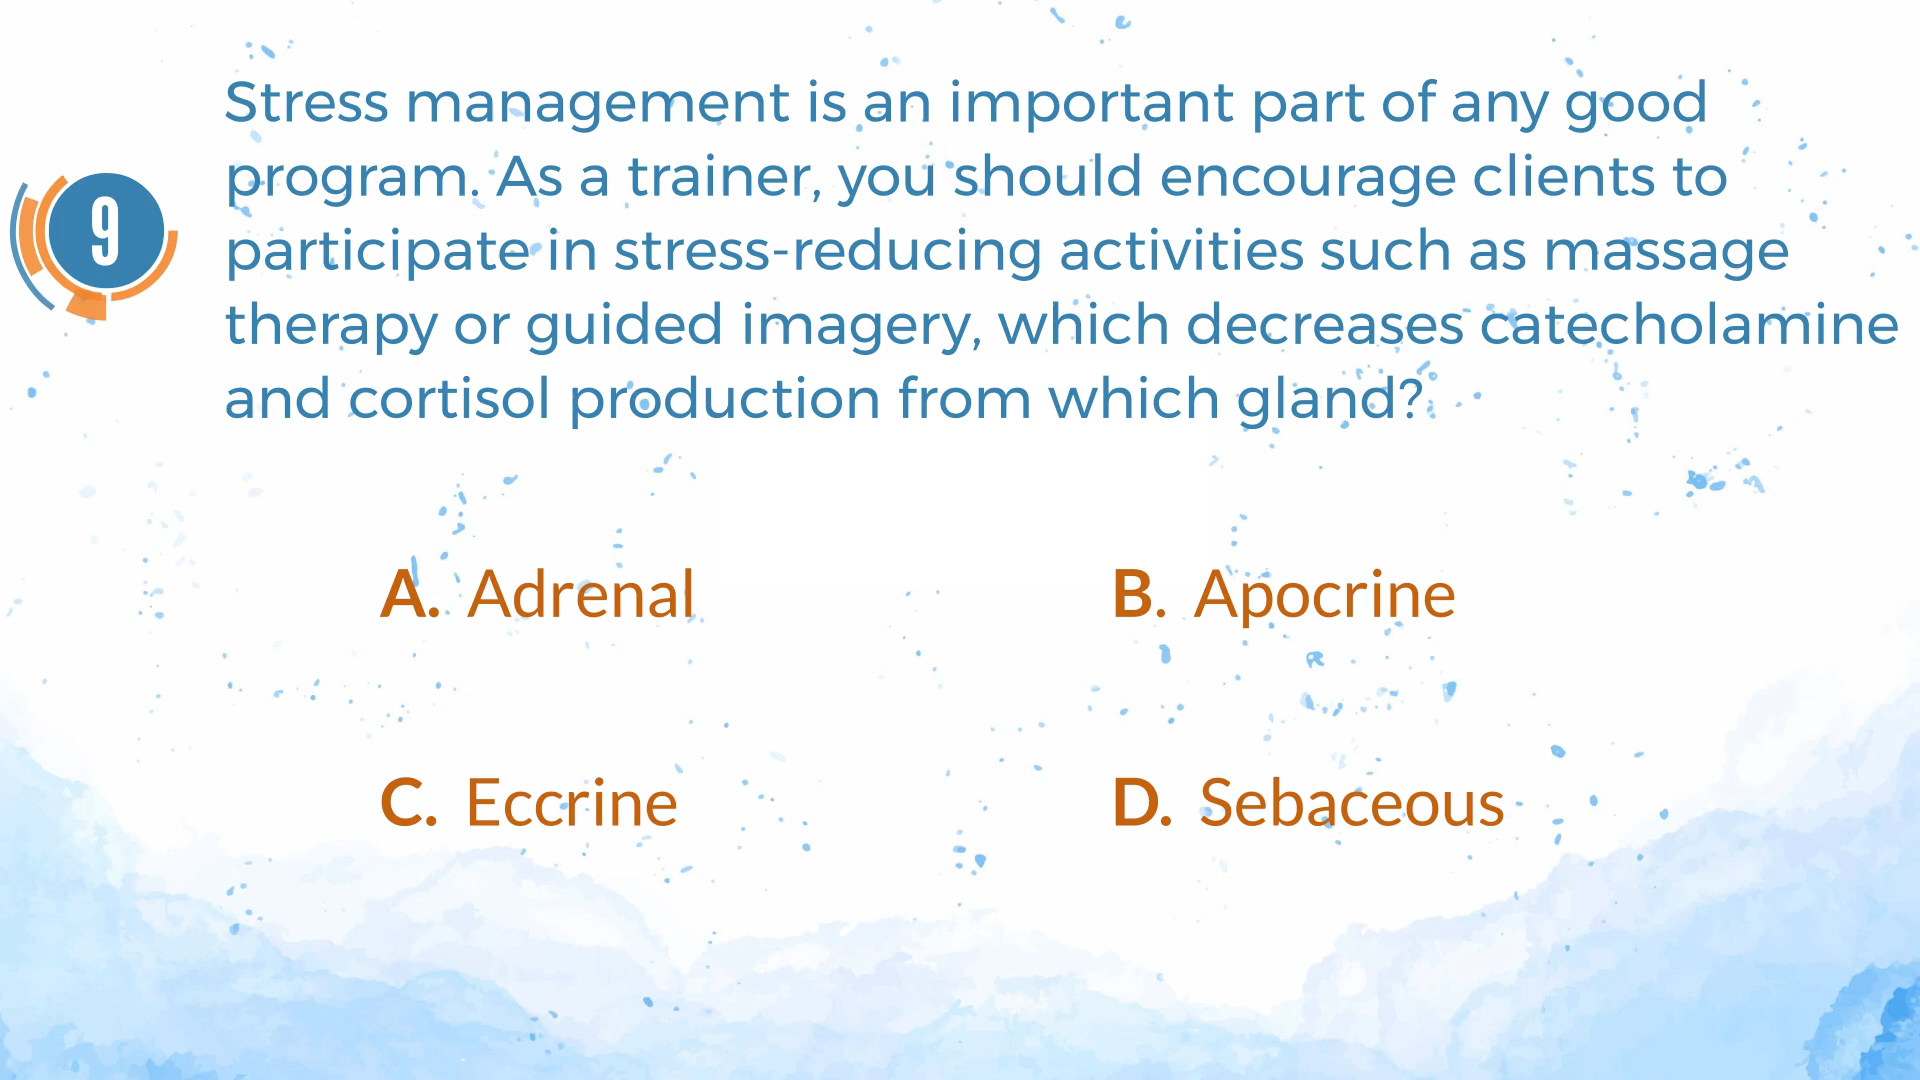 9
Stress management is an important part of any good
program. As a trainer, you should encourage clients to
participate in stress-reducing activities such as massage
therapy or guided imagery, which decreases catecholamine
and cortisol production from which gland?
A. Adrenal
B. Apocrine
C. Eccrine
D. Sebaceous